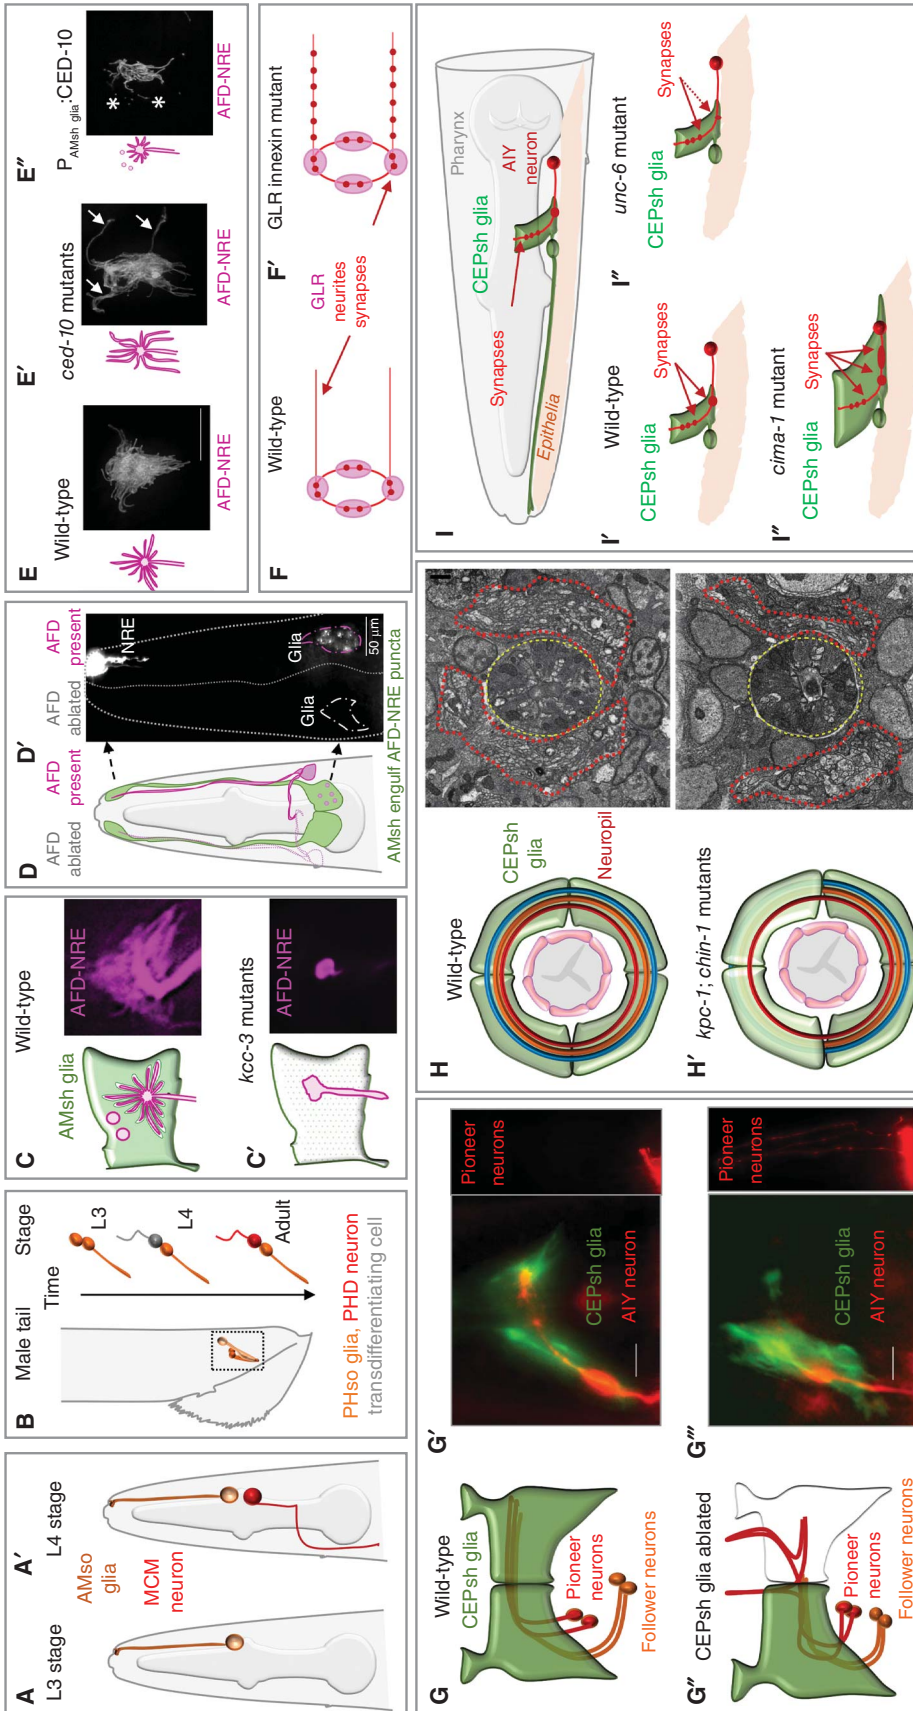 A
L3 stage
A′
L4 stage
AMso
glia
MCM
neuron
B
Male tail
Stage
Time
L3
L4
Adult
PHso glia, PHD neuron
transdifferentiating cell
C
Wild-type
AMsh glia
AFD-NRE
C′
kcc-3 mutants
AFD-NRE
D
AFD
ablated
AFD
present
D′
AFD
ablated
AFD
present
NRE
Glia
Glia
50 μm
AMsh engulf AFD-NRE puncta
E
Wild-type
AFD-NRE
E′
ced-10 mutants
AFD-NRE
E″
PAMsh glia:CED-10
*
*
AFD-NRE
F
Wild-type
GLR
neurites
synapses
F′
GLR innexin mutant
G
Wild-type
CEPsh glia
Pioneer
neurons
Follower neurons
G′
CEPsh glia
AIY neuron
Pioneer
neurons
G″
CEPsh glia ablated
Pioneer
neurons
Follower neurons
G‴
CEPsh glia
AIY neuron
Pioneer
neurons
H
Wild-type
CEPsh
glia
Neuropil
H′
kpc-1; chin-1 mutants
I
Pharynx
CEPsh glia
AIY
neuron
Synapses
Epithelia
I′
Wild-type
CEPsh glia
Synapses
I″
unc-6 mutant
CEPsh glia
Synapses
I″
cima-1 mutant
CEPsh glia
Synapses